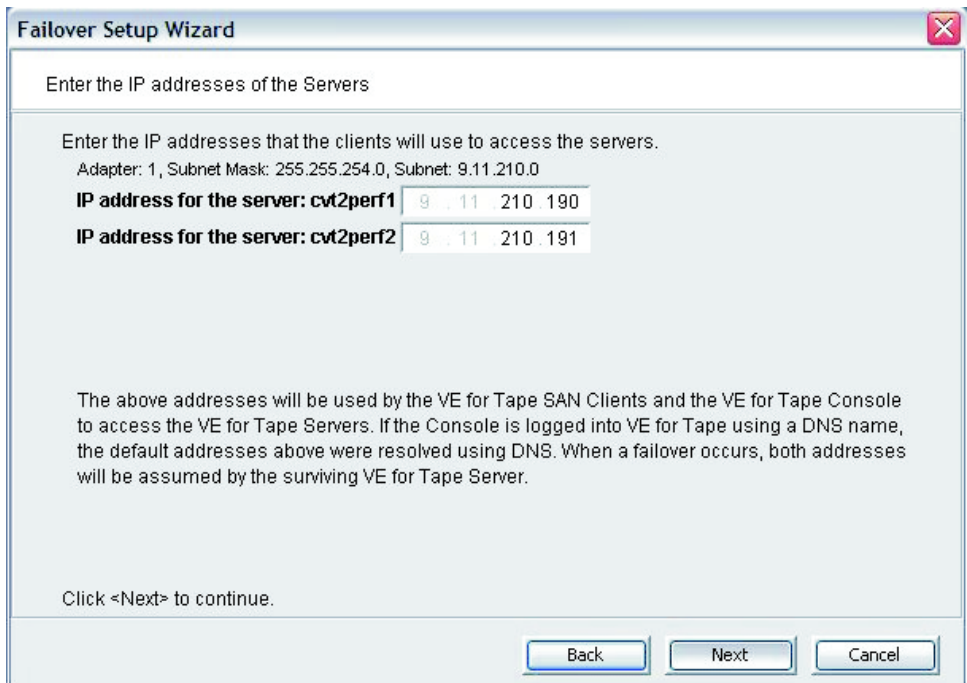 Failover Setup Wizard
Enter the IP addresses of the Servers
Enter the IP addresses that the clients will use to access the servers.
Adapter: 1, Subnet Mask: 255.255.254.0, Subnet: 9.11.210.0
IP address for the server: cvt2perf1 9 . 11 . 210 . 190
IP address for the server: cvt2perf2 9 . 11 . 210 . 191
The above addresses will be used by the VE for Tape SAN Clients and the VE for Tape Console
to access the VE for Tape Servers. If the Console is logged into VE for Tape using a DNS name,
the default addresses above were resolved using DNS. When a failover occurs, both addresses
will be assumed by the surviving VE for Tape Server.
Click <Next> to continue.
Back Next Cancel